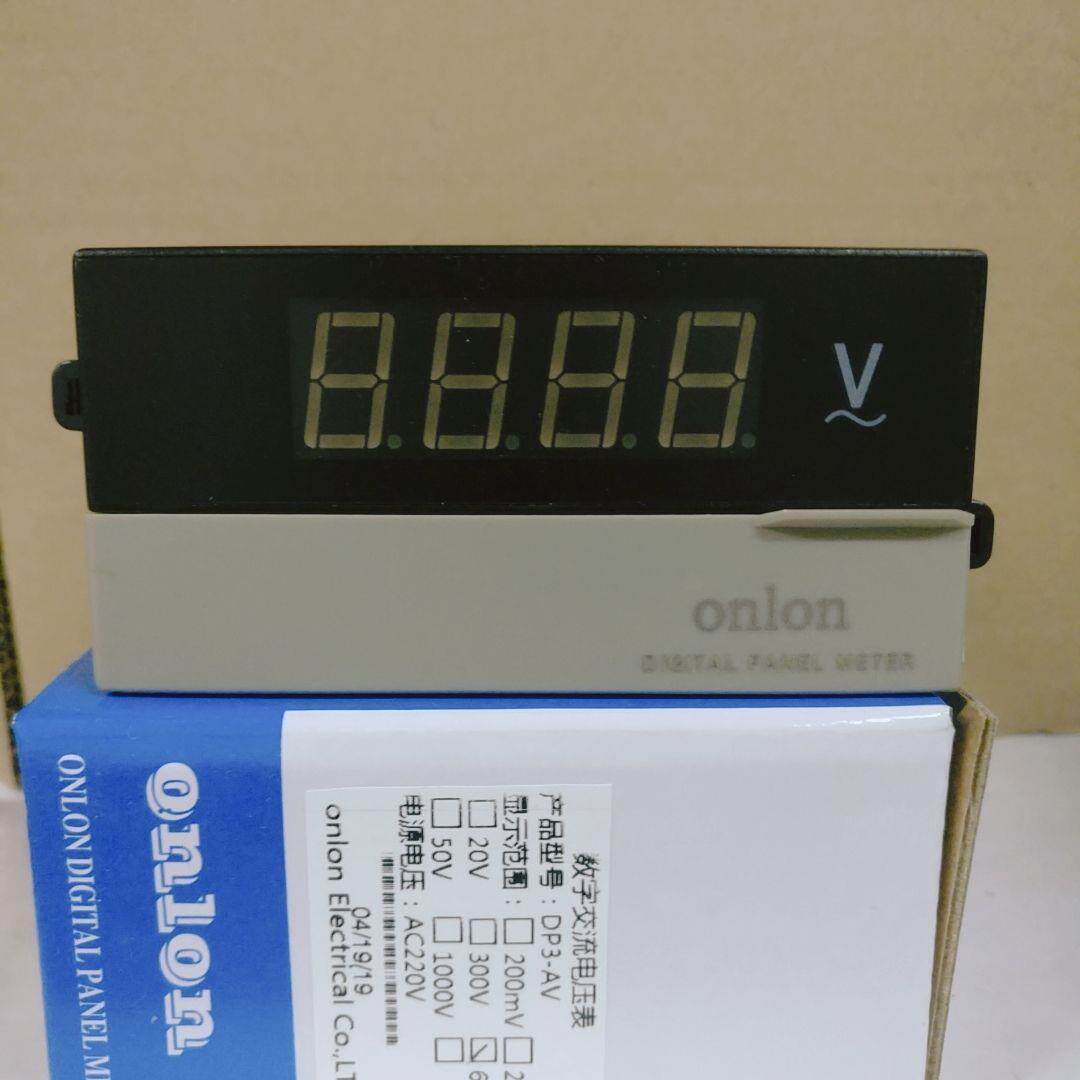 V
onlon
DIGITAL PANEL METER
onlon
ONLON DIGITAL PANEL
数字交流电压表
产品型号：DP3-AV
显示范围：□200mV □2
□20V □300V ☑6
□50V □1000V □
电源电压：AC220V
04/19/19
onlon Electrical Co.,LT